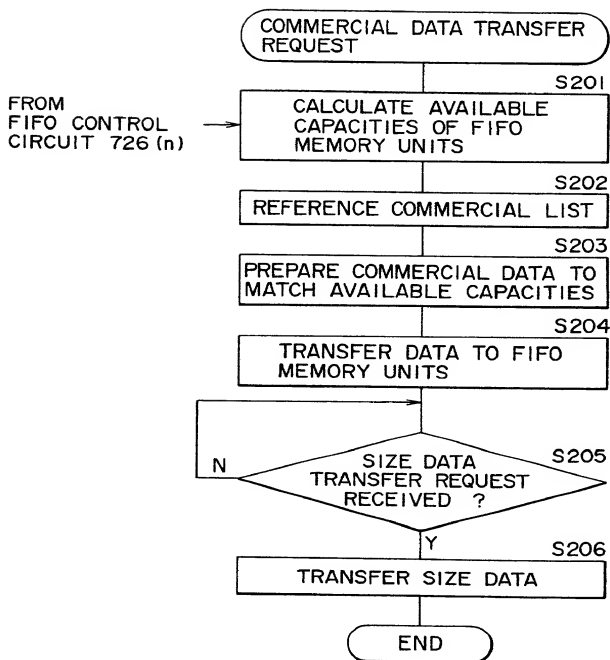 COMMERCIAL DATA TRANSFER
REQUEST
S201
FROM
FIFO CONTROL
CIRCUIT 726(n)
CALCULATE AVAILABLE
CAPACITIES OF FIFO
MEMORY UNITS
S202
REFERENCE COMMERCIAL LIST
S203
PREPARE COMMERCIAL DATA TO
MATCH AVAILABLE CAPACITIES
S204
TRANSFER DATA TO FIFO
MEMORY UNITS
S205
SIZE DATA
TRANSFER REQUEST
RECEIVED ?
N
Y
S206
TRANSFER SIZE DATA
END